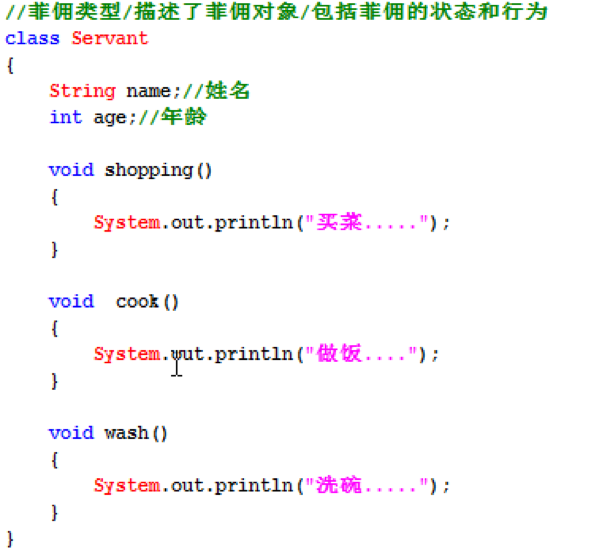 //菲佣类型/描述了菲佣对象/包括菲佣的状态和行为
class Servant
{
String name;//姓名
int age;//年龄
void shopping()
{
System.out.println("买菜.....");
}
void cook()
{
System.out.println("做饭....");
}
void wash()
{
System.out.println("洗碗.....");
}
}